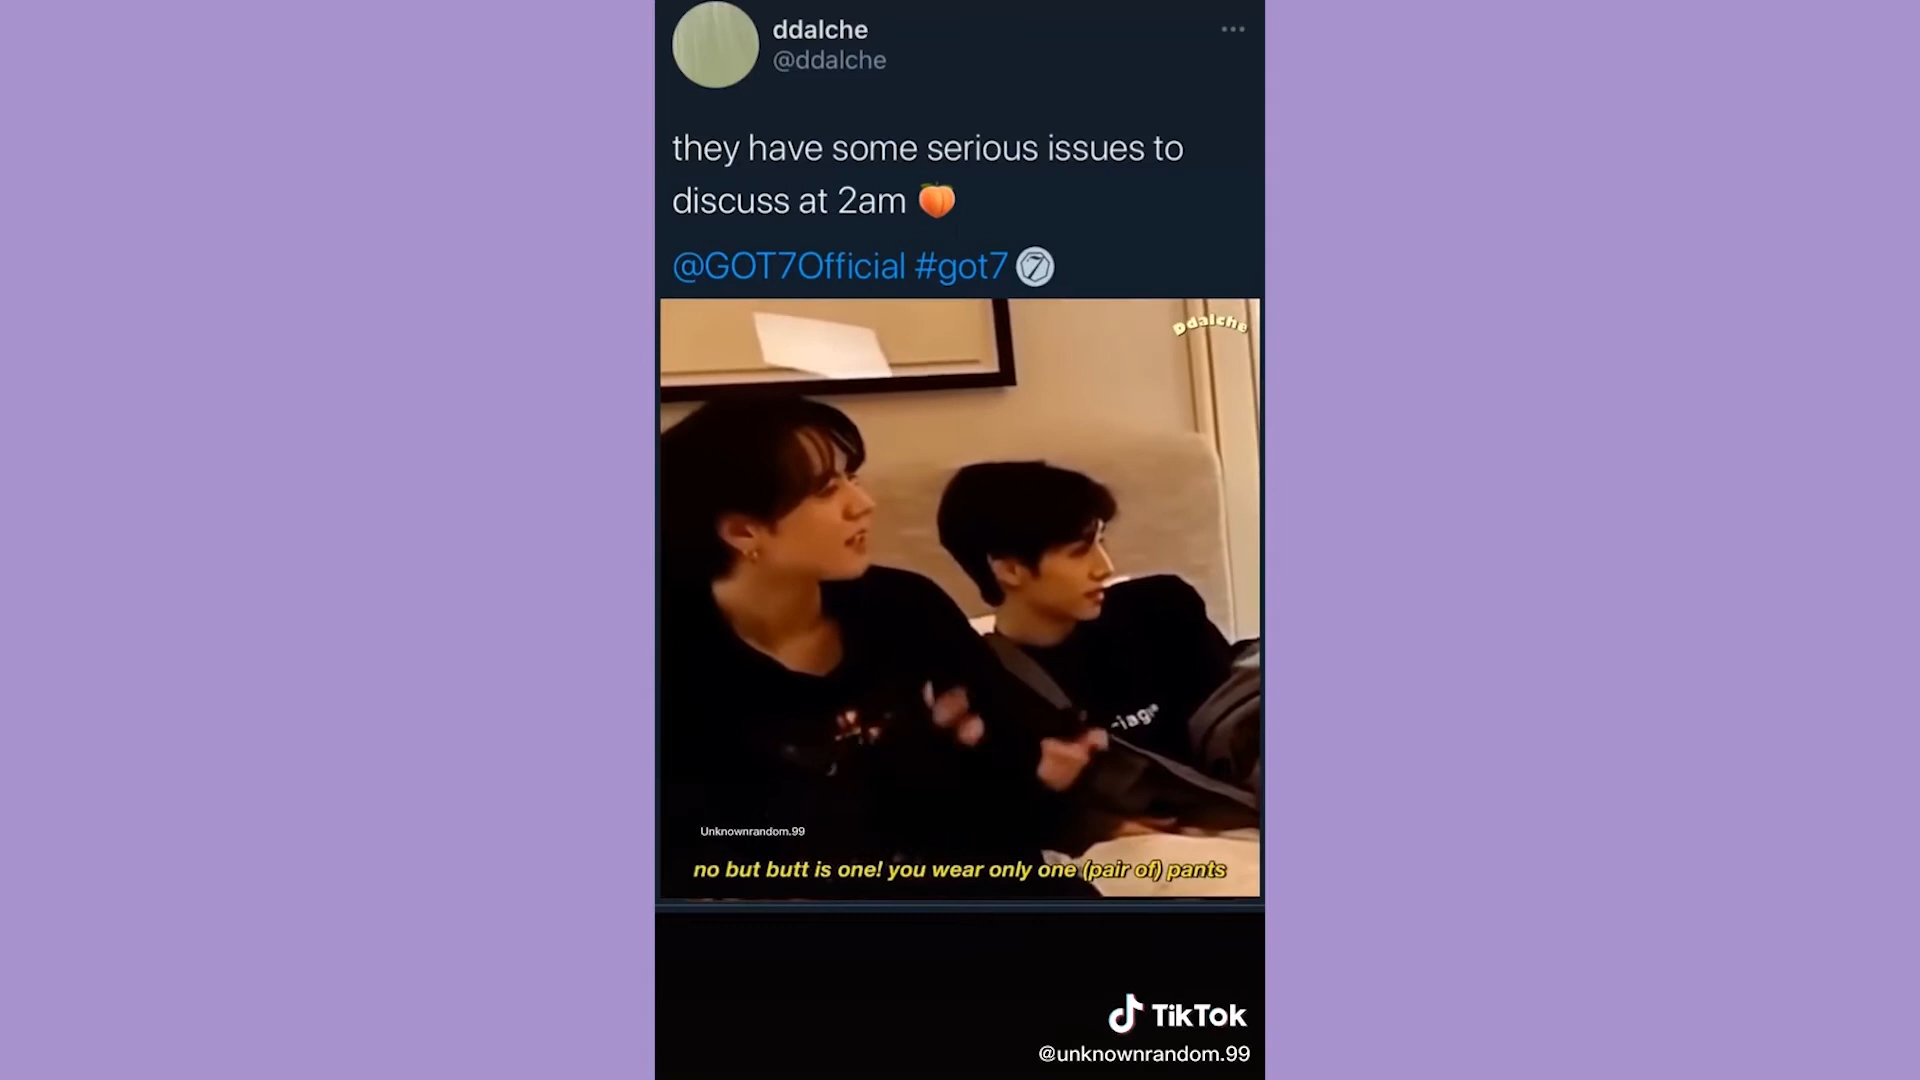 ddalche
@ddalche
they have some serious issues to
discuss at 2am 🍑
@GOT7Official #got7
Ddalche
-iag
Unknownrandom.99
no but butt is one! you wear only one (pair of) pants
TikTok
@unknownrandom.99